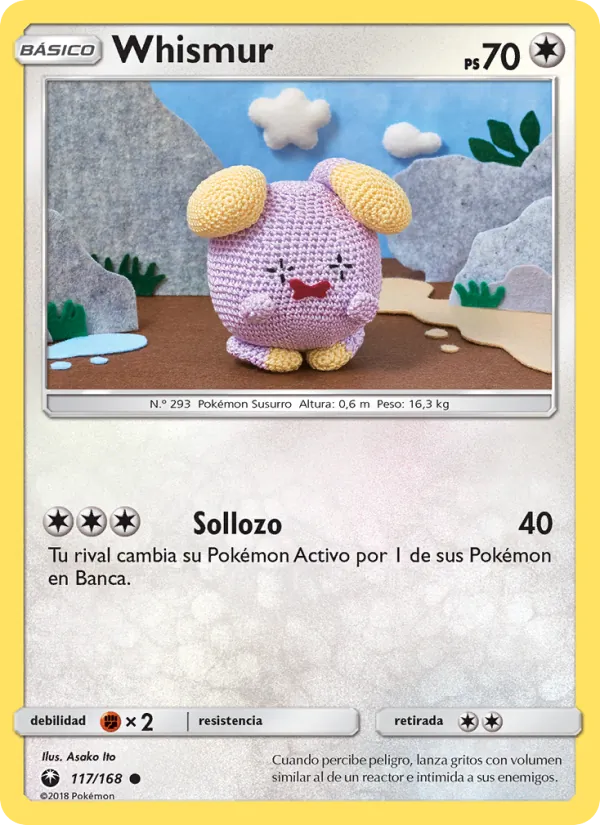 BÁSICO Whismur PS70
N.º 293 Pokémon Susurro Altura: 0,6 m Peso: 16,3 kg
Sollozo 40
Tu rival cambia su Pokémon Activo por 1 de sus Pokémon
en Banca.
debilidad ×2 resistencia retirada
Ilus. Asako Ito
117/168
©2018 Pokémon
Cuando percibe peligro, lanza gritos con volumen
similar al de un reactor e intimida a sus enemigos.